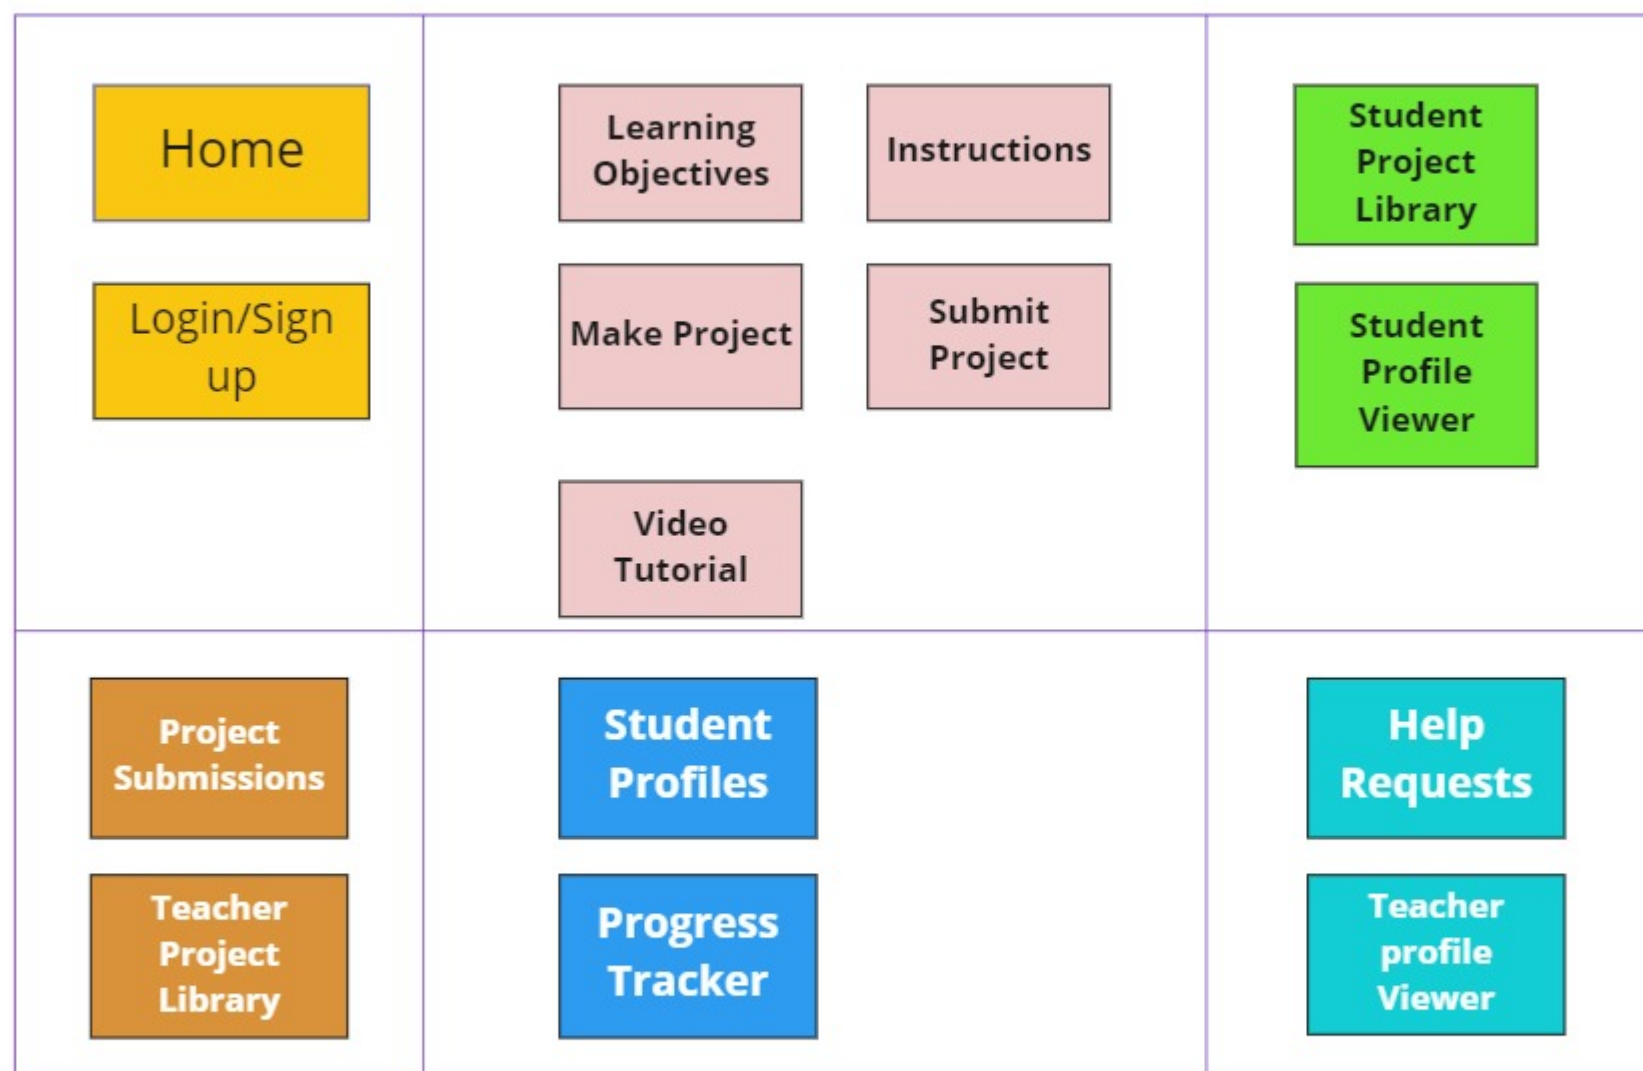 Home
Login/Sign
up
Learning
Objectives
Instructions
Make Project
Submit
Project
Video
Tutorial
Student
Project
Library
Student
Profile
Viewer
Project
Submissions
Teacher
Project
Library
Student
Profiles
Progress
Tracker
Help
Requests
Teacher
profile
Viewer